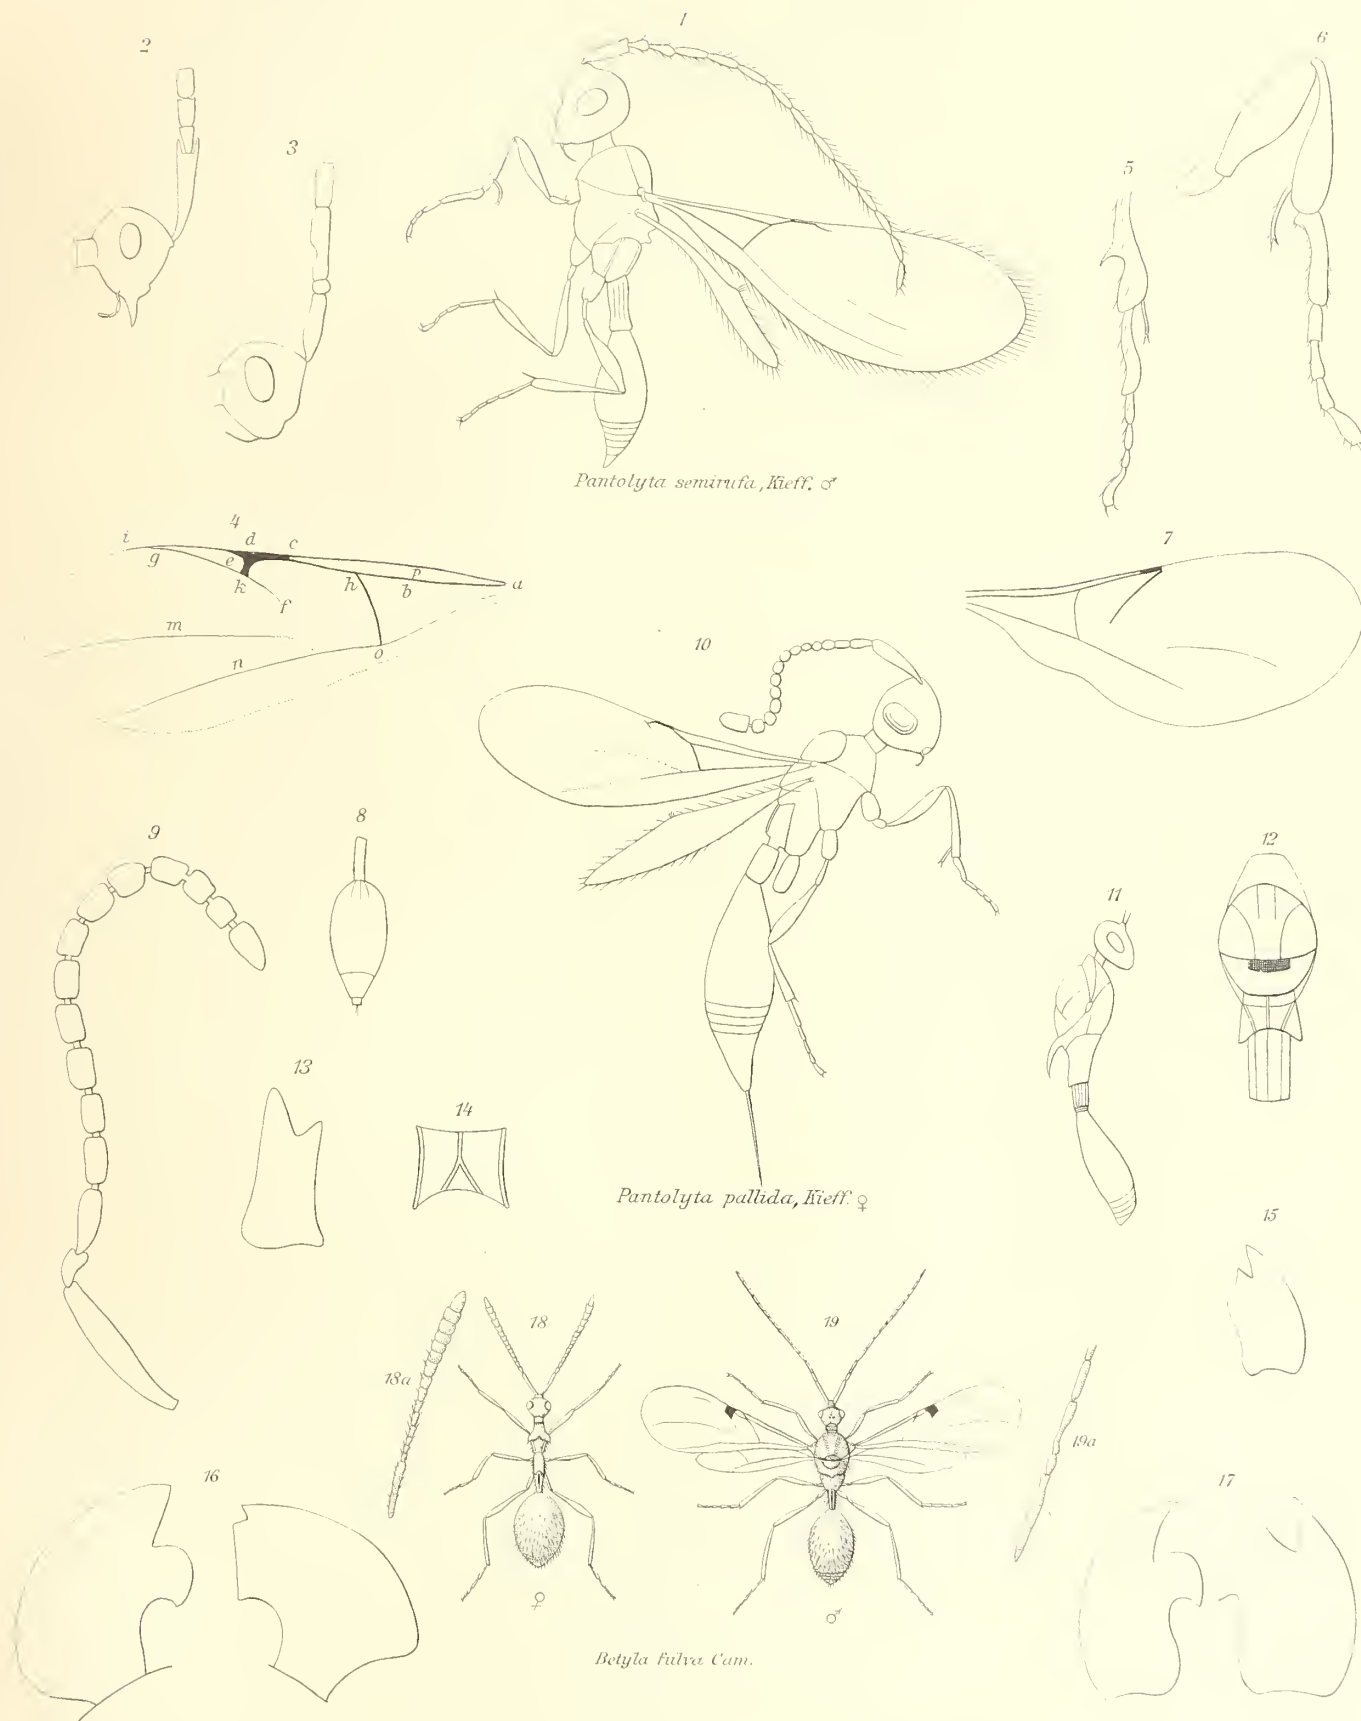 1
2
6
3
5
Pantolyta semirufa, Kieff. ♂
4
7
i
d
c
g
e
k
f
h
p
b
a
m
n
o
10
9
8
12
11
13
14
Pantolyta pallida, Kieff. ♀
15
18
19
18a
19a
16
17
♀
♂
Betyla fulva Cam.